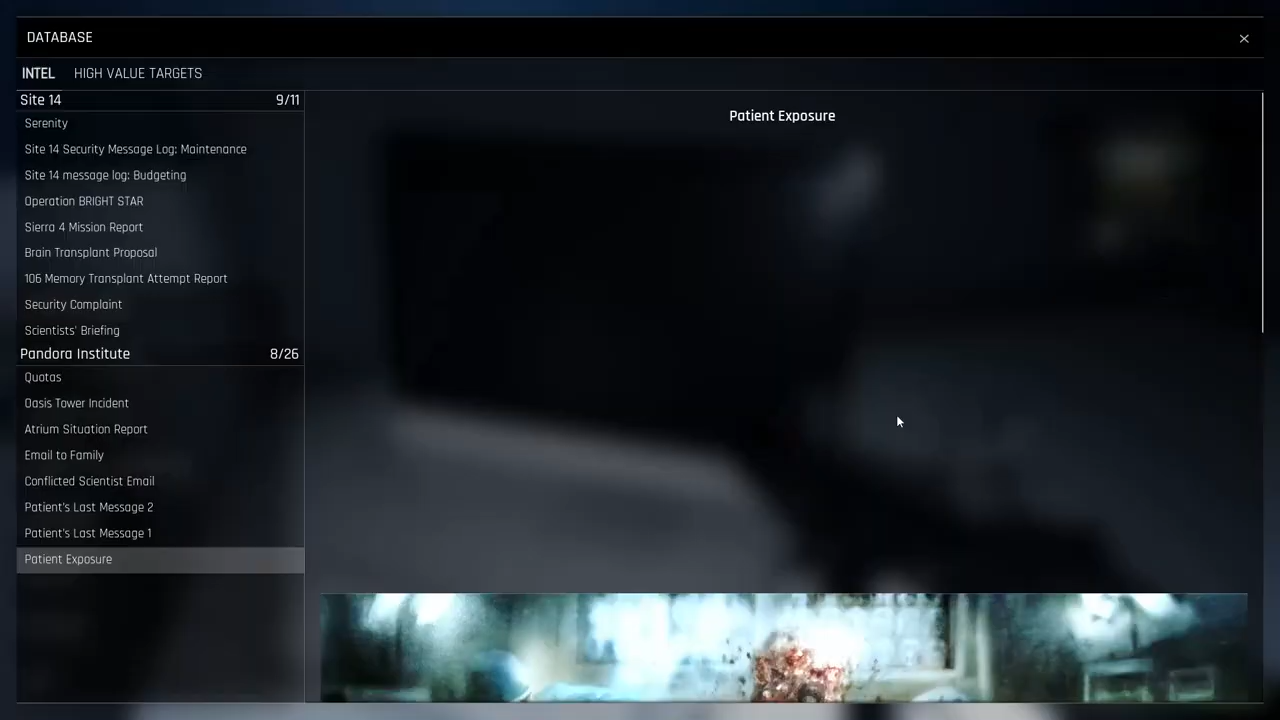 DATABASE
INTEL HIGH VALUE TARGETS
Site 14 9/11
Serenity
Site 14 Security Message Log: Maintenance
Site 14 message log: Budgeting
Operation BRIGHT STAR
Sierra 4 Mission Report
Brain Transplant Proposal
106 Memory Transplant Attempt Report
Security Complaint
Scientists' Briefing
Pandora Institute 8/26
Quotas
Oasis Tower Incident
Atrium Situation Report
Email to Family
Conflicted Scientist Email
Patient's Last Message 2
Patient's Last Message 1
Patient Exposure
Patient Exposure